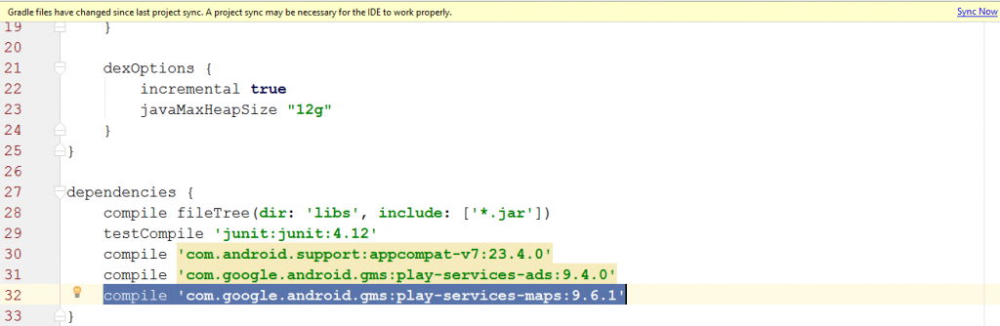 Gradle files have changed since last project sync. A project sync may be necessary for the IDE to work properly. Sync Now
19 }
20
21 dexOptions {
22 incremental true
23 javaMaxHeapSize "12g"
24 }
25 }
26
27 dependencies {
28 compile fileTree(dir: 'libs', include: ['*.jar'])
29 testCompile 'junit:junit:4.12'
30 compile 'com.android.support:appcompat-v7:23.4.0'
31 compile 'com.google.android.gms:play-services-ads:9.4.0'
32 compile 'com.google.android.gms:play-services-maps:9.6.1'
33 }